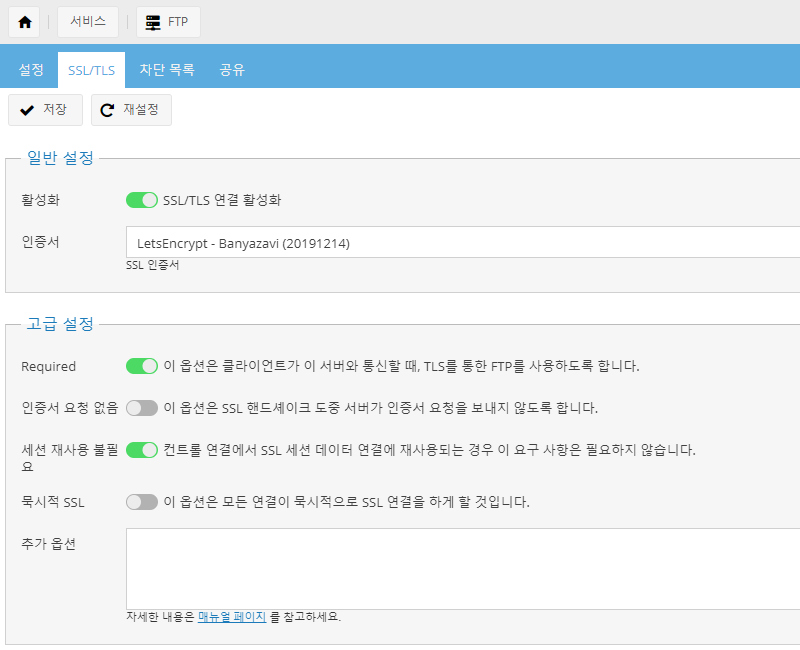 서비스
FTP
설정
SSL/TLS
차단 목록
공유
저장
재설정
일반 설정
활성화
SSL/TLS 연결 활성화
인증서
LetsEncrypt - Banyazavi (20191214)
SSL 인증서
고급 설정
Required
이 옵션은 클라이언트가 이 서버와 통신할 때, TLS를 통한 FTP를 사용하도록 합니다.
인증서 요청 없음
이 옵션은 SSL 핸드셰이크 도중 서버가 인증서 요청을 보내지 않도록 합니다.
세션 재사용 불필
요
컨트롤 연결에서 SSL 세션 데이터 연결에 재사용되는 경우 이 요구 사항은 필요하지 않습니다.
묵시적 SSL
이 옵션은 모든 연결이 묵시적으로 SSL 연결을 하게 할 것입니다.
추가 옵션
자세한 내용은 매뉴얼 페이지 를 참고하세요.